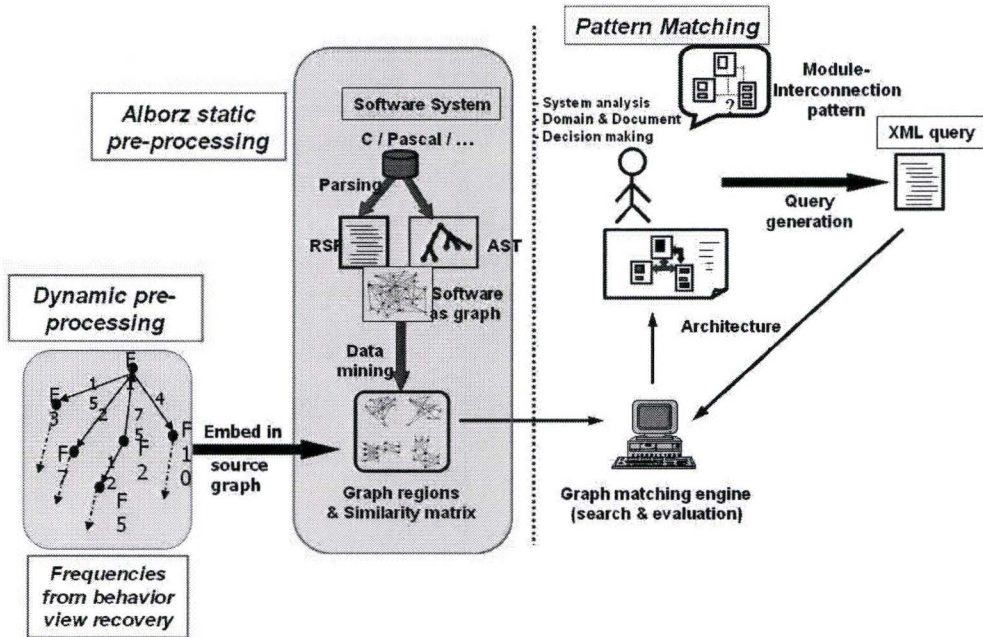 Pattern Matching
Alborz static
pre-processing
Software System
C / Pascal / ...
Parsing
RSF
AST
Software
as graph
Data
mining
Graph regions
& Similarity matrix
Dynamic pre-
processing
F
1
1
5
2
7
5
4
F
3
F
7
F
2
F
1
0
1
2
F
5
Embed in
source
graph
Frequencies
from behavior
view recovery
- System analysis
- Domain & Document
- Decision making
?
Module-
Interconnection
pattern
XML query
Query
generation
Architecture
Graph matching engine
(search & evaluation)